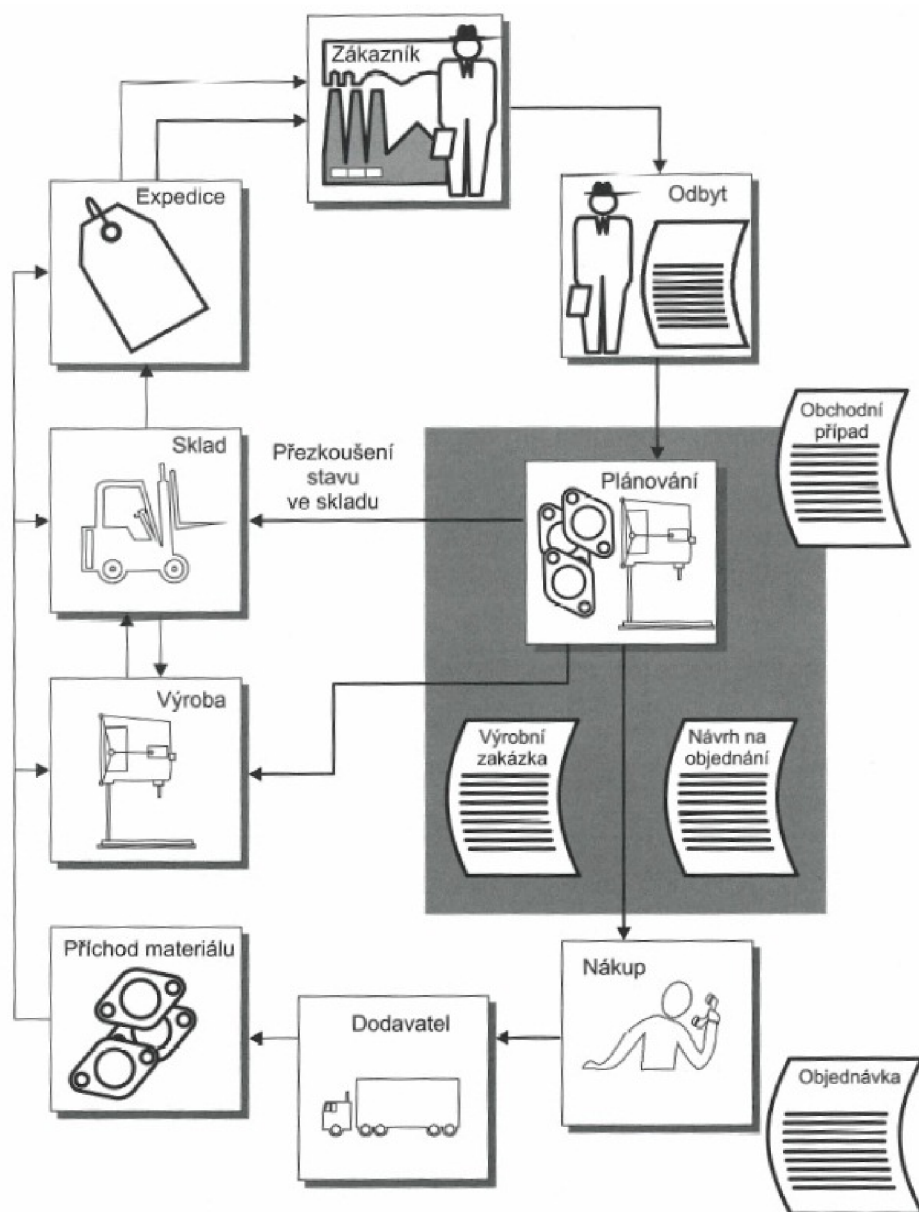 Zákazník
Expedice
Odbyt
Obchodní
případ
Sklad
Přezkoušení
stavu
ve skladu
Plánování
Výroba
Výrobní
zakázka
Návrh na
objednání
Příchod materiálu
Nákup
Dodavatel
Objednávka